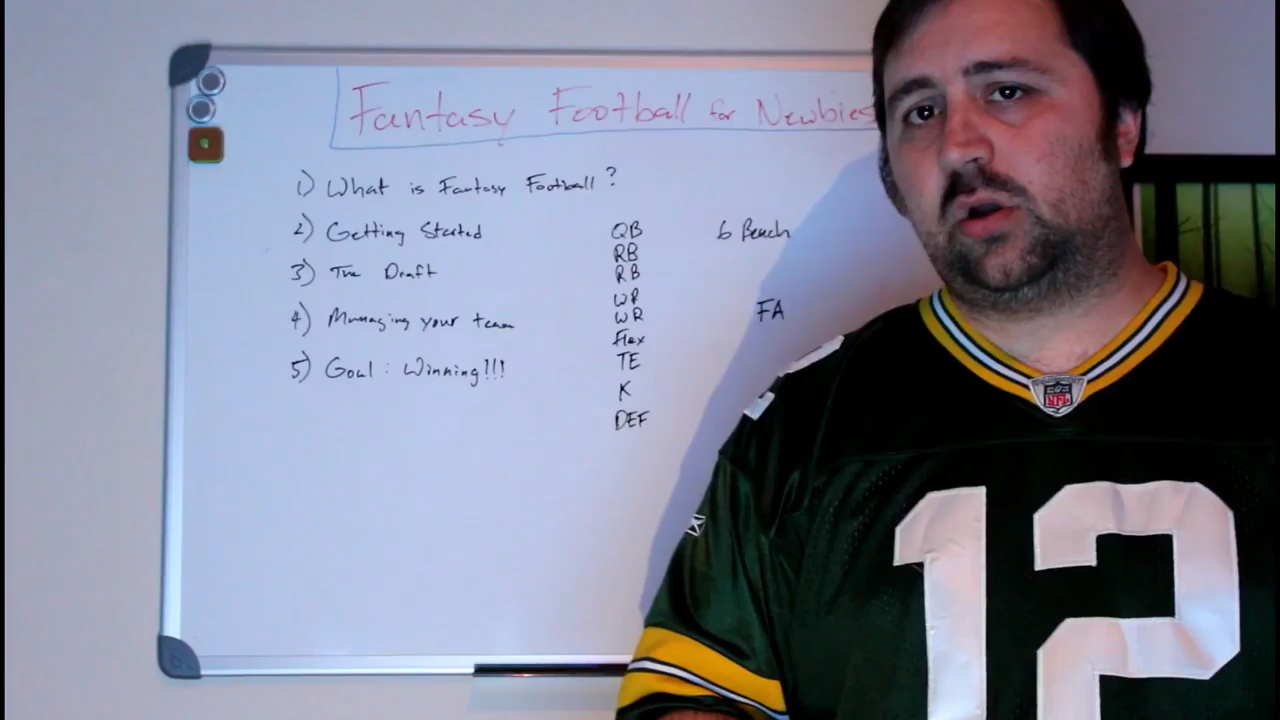 Fantasy Football for Newbies
1) What is Fantasy Football?
2) Getting Started
3) The Draft
4) Managing your team
5) Goal: Winning!!!
QB
RB
RB
WR
WR
Flex
TE
K
DEF
6 Bench
FA
NFL
12